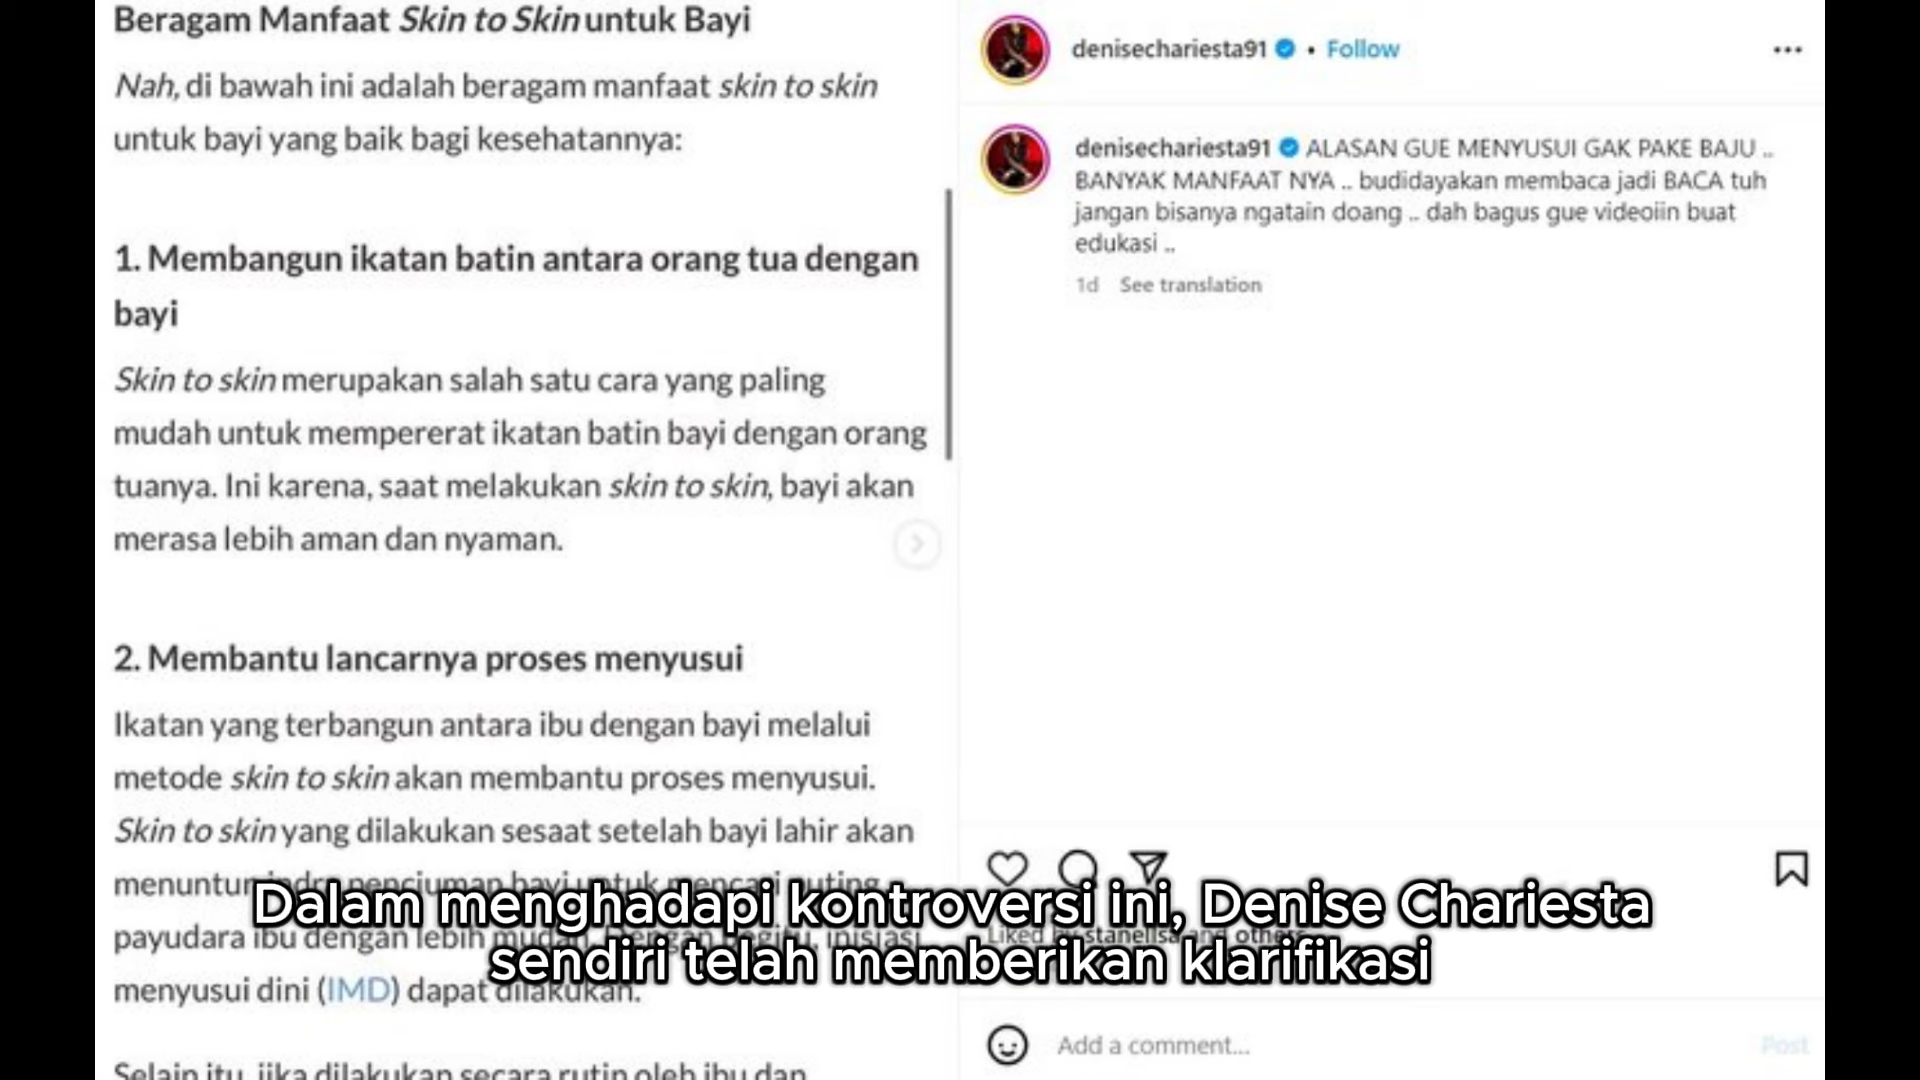 Beragam Manfaat Skin to Skin untuk Bayi
Nah, di bawah ini adalah beragam manfaat skin to skin
untuk bayi yang baik bagi kesehatannya:
1. Membangun ikatan batin antara orang tua dengan
bayi
Skin to skin merupakan salah satu cara yang paling
mudah untuk mempererat ikatan batin bayi dengan orang
tuanya. Ini karena, saat melakukan skin to skin, bayi akan
merasa lebih aman dan nyaman.
2. Membantu lancarnya proses menyusui
Ikatan yang terbangun antara ibu dengan bayi melalui
metode skin to skin akan membantu proses menyusui.
Skin to skin yang dilakukan sesaat setelah bayi lahir akan
menuntun indra penciuman bayi untuk mencari puting
payudara ibu dengan lebih mudah. Dengan begitu, inisiasi
menyusui dini (IMD) dapat dilakukan.
Selain itu, jika dilakukan secara rutin oleh ibu dan
denisechariesta91 • Follow
denisechariesta91 ALASAN GUE MENYUSUI GAK PAKE BAJU ..
BANYAK MANFAAT NYA .. budidayakan membaca jadi BACA tuh
jangan bisanya ngatain doang .. dah bagus gue videoiin buat
edukasi ..
1d See translation
Liked by stanelisa and others
Add a comment...
Post
Dalam menghadapi kontroversi ini, Denise Chariesta
sendiri telah memberikan klarifikasi